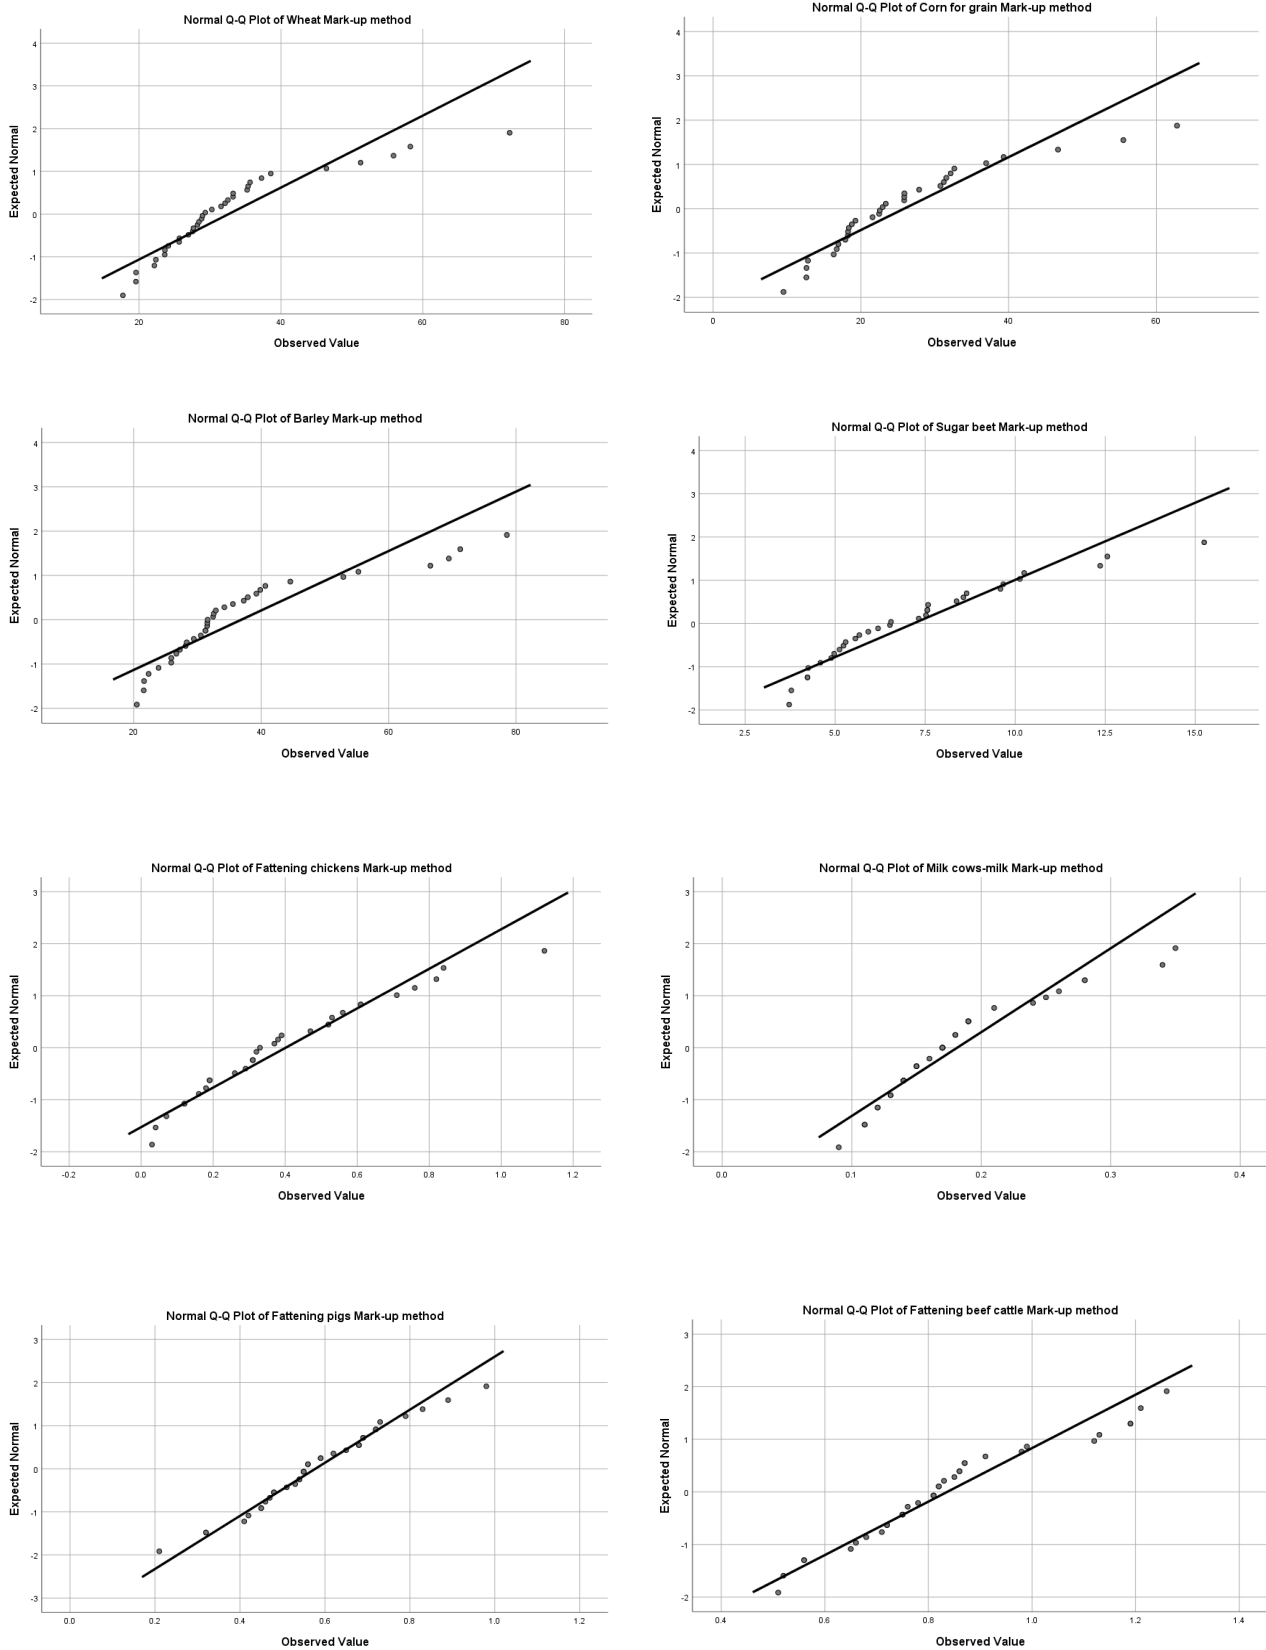 Normal Q-Q Plot of Wheat Mark-up method
4
3
2
1
0
-1
-2
Expected Normal
20 40 60 80
Observed Value
Normal Q-Q Plot of Corn for grain Mark-up method
4
3
2
1
0
-1
-2
Expected Normal
0 20 40 60
Observed Value
Normal Q-Q Plot of Barley Mark-up method
4
3
2
1
0
-1
-2
Expected Normal
20 40 60 80
Observed Value
Normal Q-Q Plot of Sugar beet Mark-up method
4
3
2
1
0
-1
-2
Expected Normal
2.5 5.0 7.5 10.0 12.5 15.0
Observed Value
Normal Q-Q Plot of Fattening chickens Mark-up method
3
2
1
0
-1
-2
Expected Normal
-0.2 0.0 0.2 0.4 0.6 0.8 1.0 1.2
Observed Value
Normal Q-Q Plot of Milk cows-milk Mark-up method
3
2
1
0
-1
-2
Expected Normal
0.0 0.1 0.2 0.3 0.4
Observed Value
Normal Q-Q Plot of Fattening pigs Mark-up method
3
2
1
0
-1
-2
-3
Expected Normal
0.0 0.2 0.4 0.6 0.8 1.0 1.2
Observed Value
Normal Q-Q Plot of Fattening beef cattle Mark-up method
3
2
1
0
-1
-2
Expected Normal
0.4 0.6 0.8 1.0 1.2 1.4
Observed Value